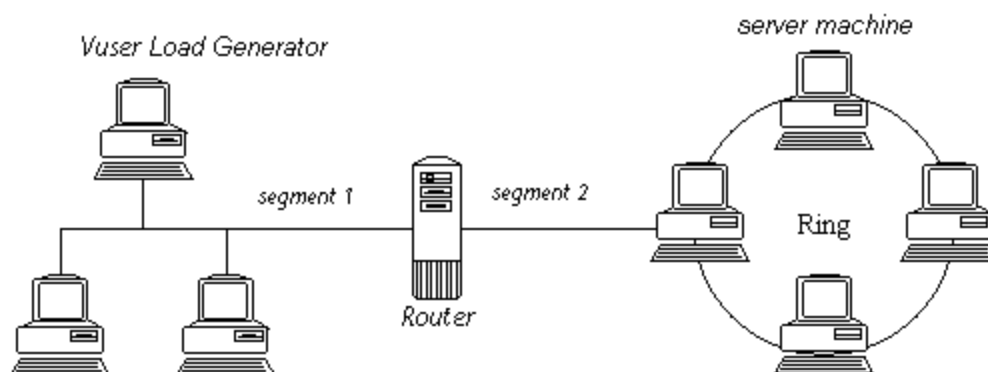 Vuser Load Generator
server machine
segment 1
segment 2
Ring
Router